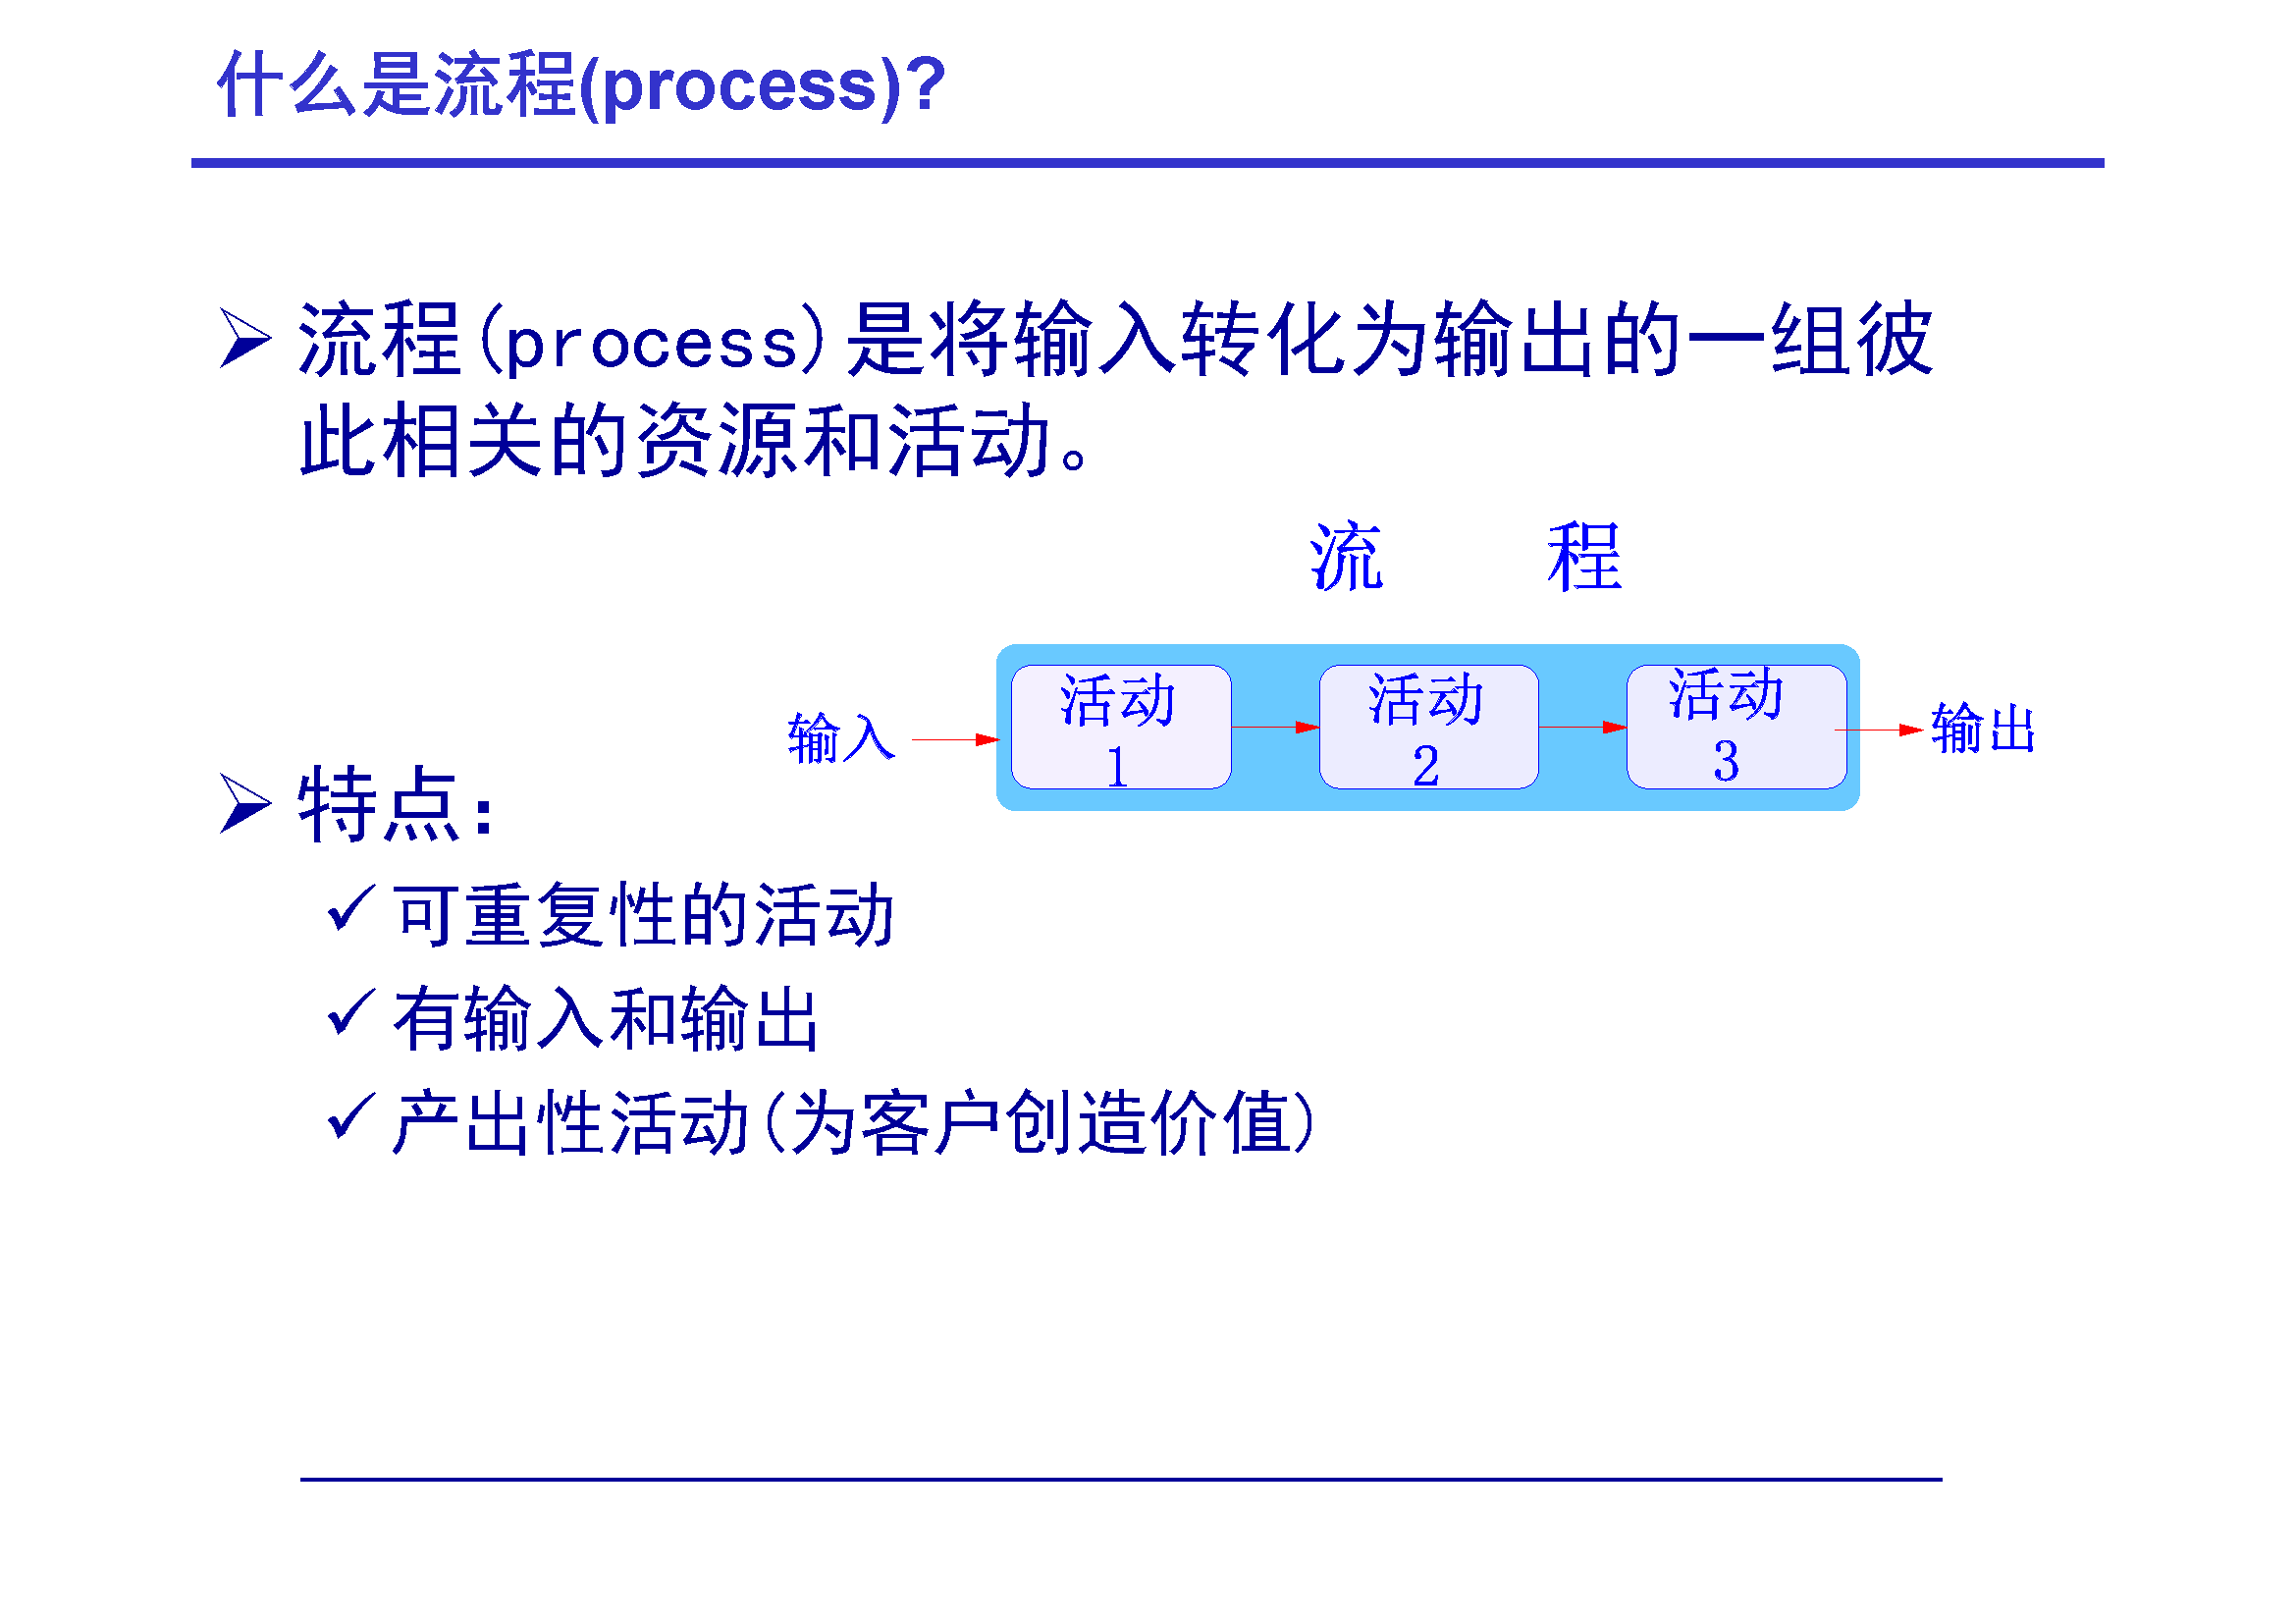 什么是流程(process)?
流程(process)是将输入转化为输出的一组彼
此相关的资源和活动。
流 程
输入
活动
1
活动
2
活动
3
输出
特点:
可重复性的活动
有输入和输出
产出性活动(为客户创造价值)